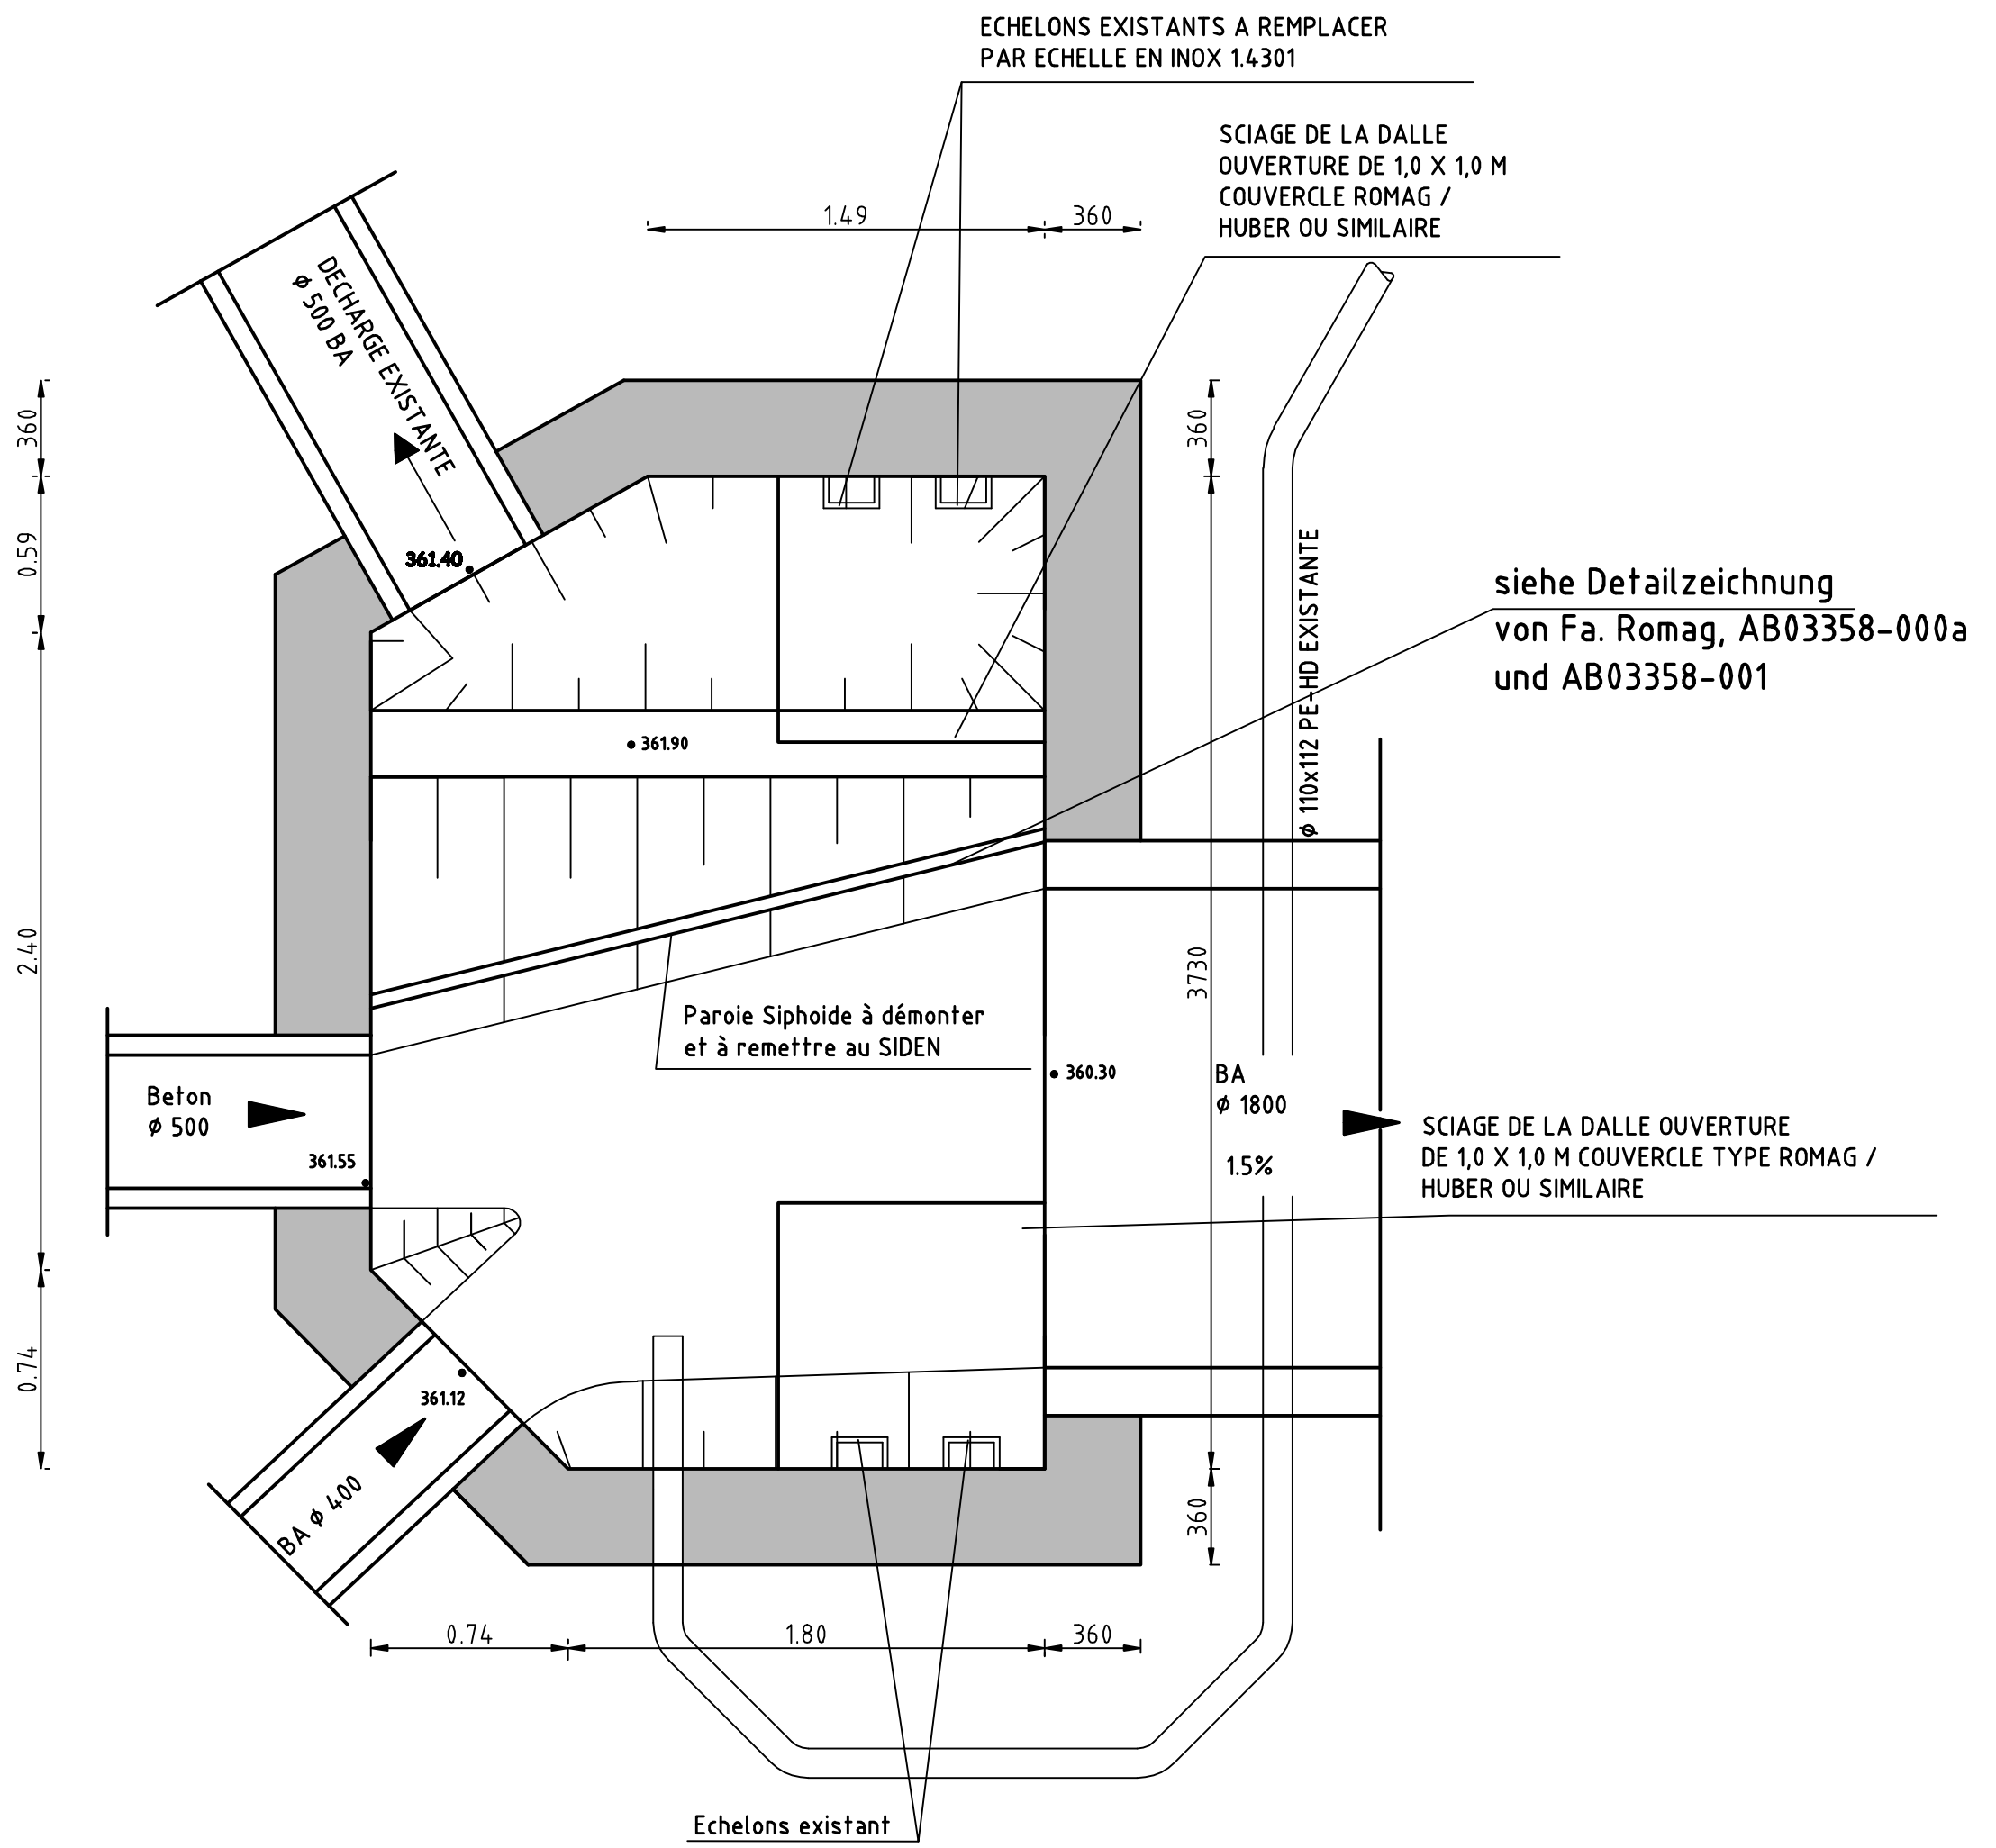 ECHELONS EXISTANTS A REMPLACER
PAR ECHELLE EN INOX 1.4301
SCIAGE DE LA DALLE
OUVERTURE DE 1,0 X 1,0 M
COUVERCLE ROMAG /
HUBER OU SIMILAIRE
1.49
360
DECHARGE EXISTANTE
ϕ 500 BA
360
360
0.59
361.40
ϕ 110x112 PE-HD EXISTANTE
siehe Detailzeichnung
von Fa. Romag, AB03358-000a
und AB03358-001
361.90
2.40
3730
Paroie Siphoide à démonter
et à remettre au SIDEN
360.30
BA
ϕ 1800
1.5%
Beton
ϕ 500
361.55
SCIAGE DE LA DALLE OUVERTURE
DE 1,0 X 1,0 M COUVERCLE TYPE ROMAG /
HUBER OU SIMILAIRE
0.74
361.12
BA ϕ 400
360
0.74
1.80
360
Echelons existant